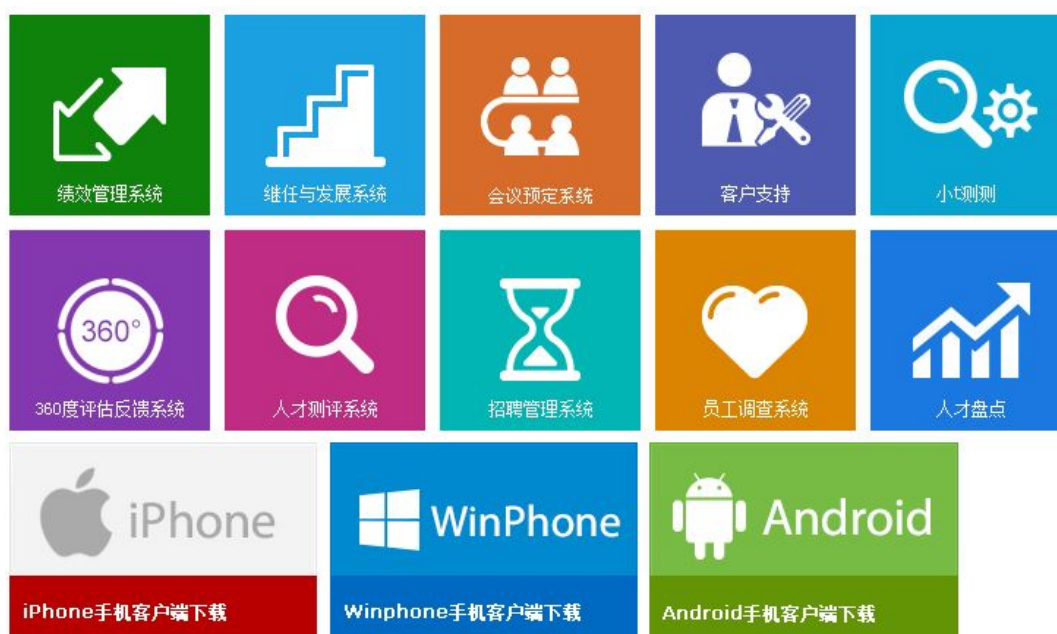 绩效管理系统
继任与发展系统
会议预定系统
客户支持
小t测测
360°
360度评估反馈系统
人才测评系统
招聘管理系统
员工调查系统
人才盘点
iPhone
WinPhone
Android
iPhone手机客户端下载
Winphone手机客户端下载
Android手机客户端下载